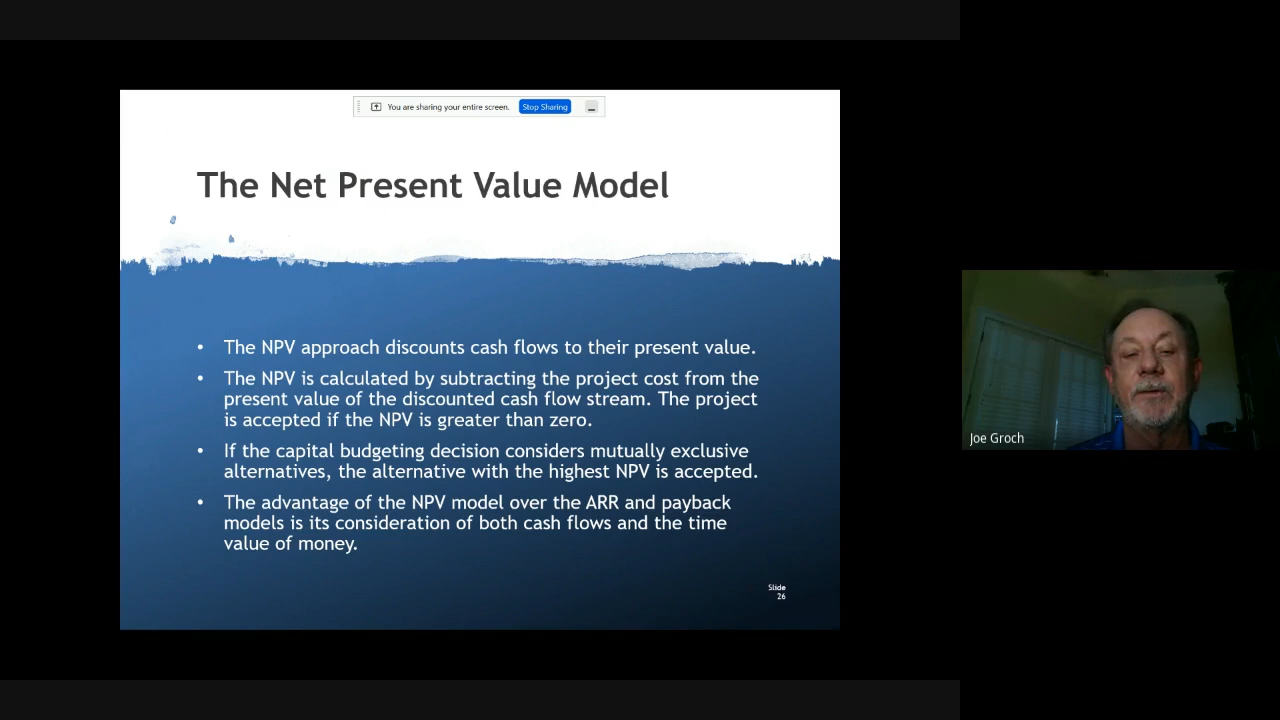 You are sharing your entire screen.
Stop Sharing
The Net Present Value Model
• The NPV approach discounts cash flows to their present value.
• The NPV is calculated by subtracting the project cost from the
present value of the discounted cash flow stream. The project
is accepted if the NPV is greater than zero.
• If the capital budgeting decision considers mutually exclusive
alternatives, the alternative with the highest NPV is accepted.
• The advantage of the NPV model over the ARR and payback
models is its consideration of both cash flows and the time
value of money.
Slide
26
Joe Groch